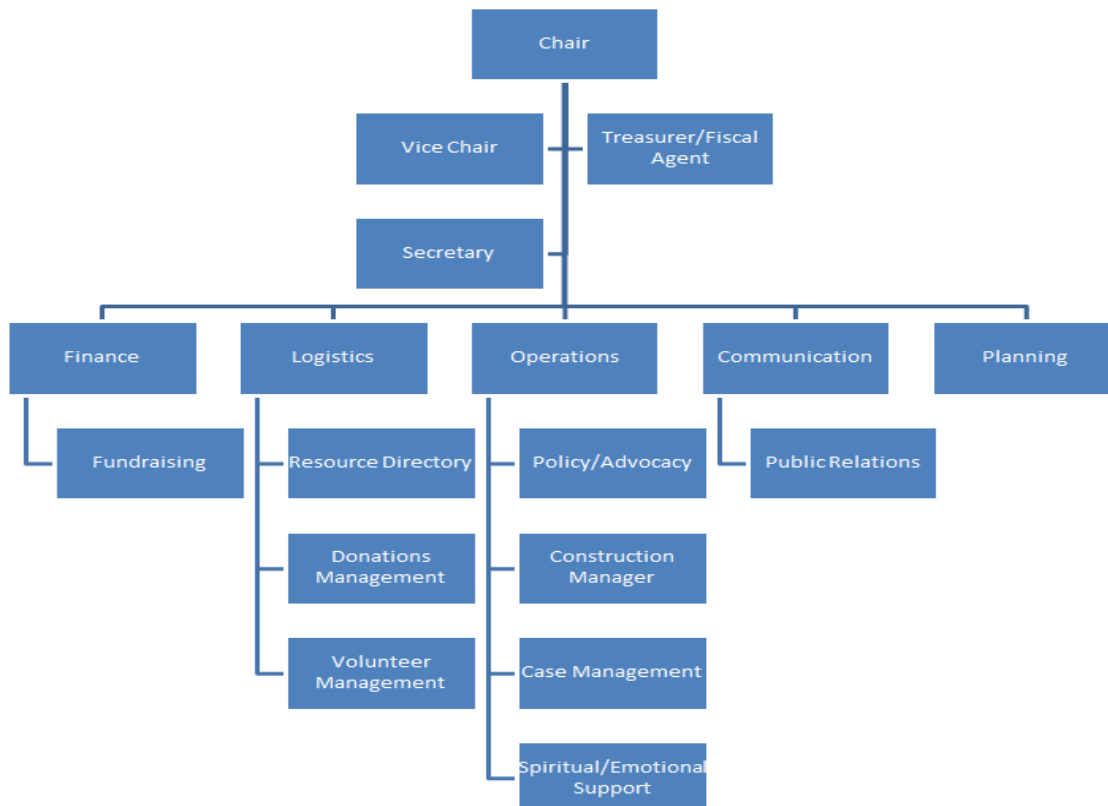 Chair
Vice Chair
Treasurer/Fiscal
Agent
Secretary
Finance
Logistics
Operations
Communication
Planning
Fundraising
Resource Directory
Policy/Advocacy
Public Relations
Donations
Management
Construction
Manager
Volunteer
Management
Case Management
Spiritual/Emotional
Support